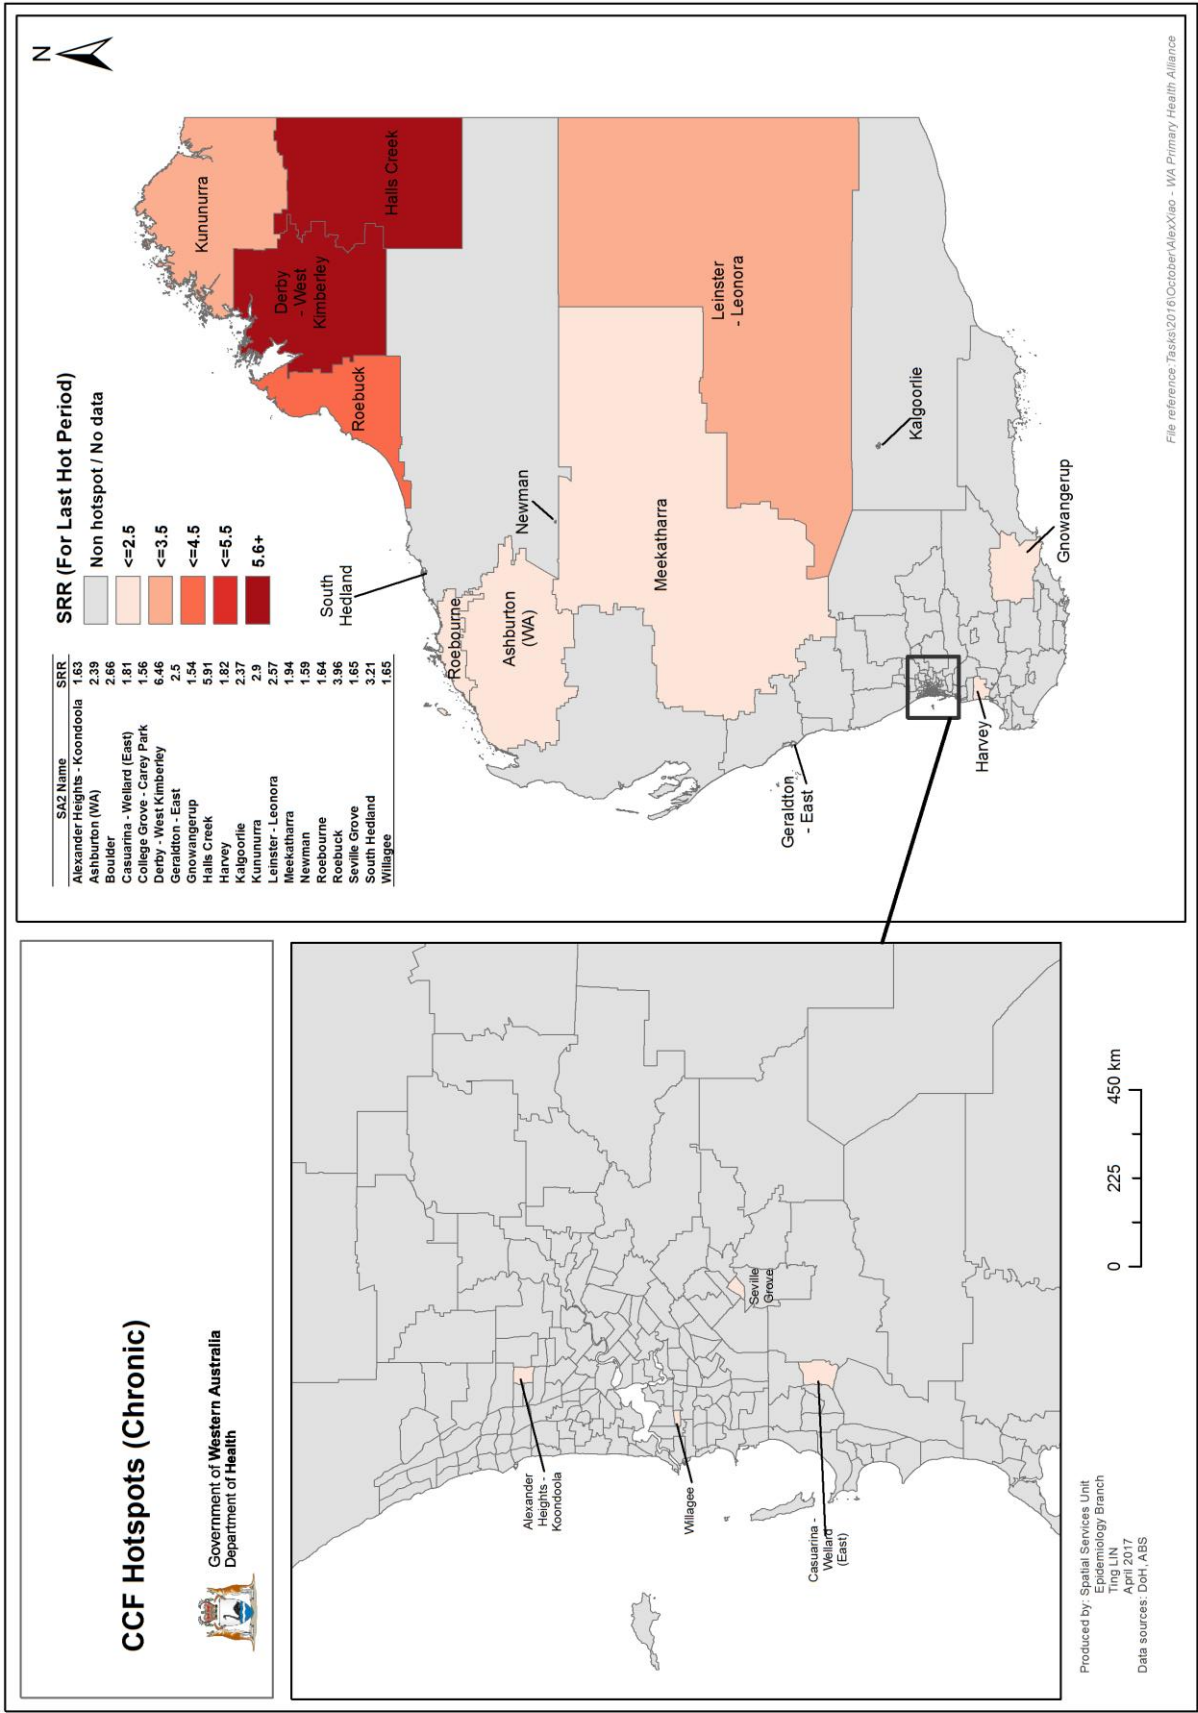 CCF Hotspots (Chronic)
Government of Western Australia
Department of Health
Alexander
Heights -
Koondoola
Willagee
Casuarina -
Wellard
(East)
Seville
Grove
Produced by: Spatial Services Unit
Epidemiology Branch
Ting LIN
April 2017
Data sources: DoH, ABS
0 225 450 km
SA2 Name SRR
Alexander Heights - Koondoola 1.63
Ashburton (WA) 2.39
Boulder 2.66
Casuarina - Wellard (East) 1.81
College Grove - Carey Park 1.56
Derby - West Kimberley 6.46
Geraldton - East 2.5
Gnowangerup 1.54
Halls Creek 5.91
Harvey 1.82
Kalgoorlie 2.37
Kununurra 2.9
Leinster - Leonora 2.57
Meekatharra 1.94
Newman 1.59
Roebourne 1.64
Roebuck 3.96
Seville Grove 1.65
South Hedland 3.21
Willagee 1.65
SRR (For Last Hot Period)
Non hotspot / No data
<=2.5
<=3.5
<=4.5
<=5.5
5.6+
N
Kununurra
Halls Creek
Derby
- West
Kimberley
Roebuck
South
Hedland
Roebourne
Newman
Ashburton
(WA)
Meekatharra
Leinster
- Leonora
Geraldton
- East
Kalgoorlie
Harvey
Gnowangerup
File reference:Tasks\2016\October\AlexXiao - WA Primary Health Alliance